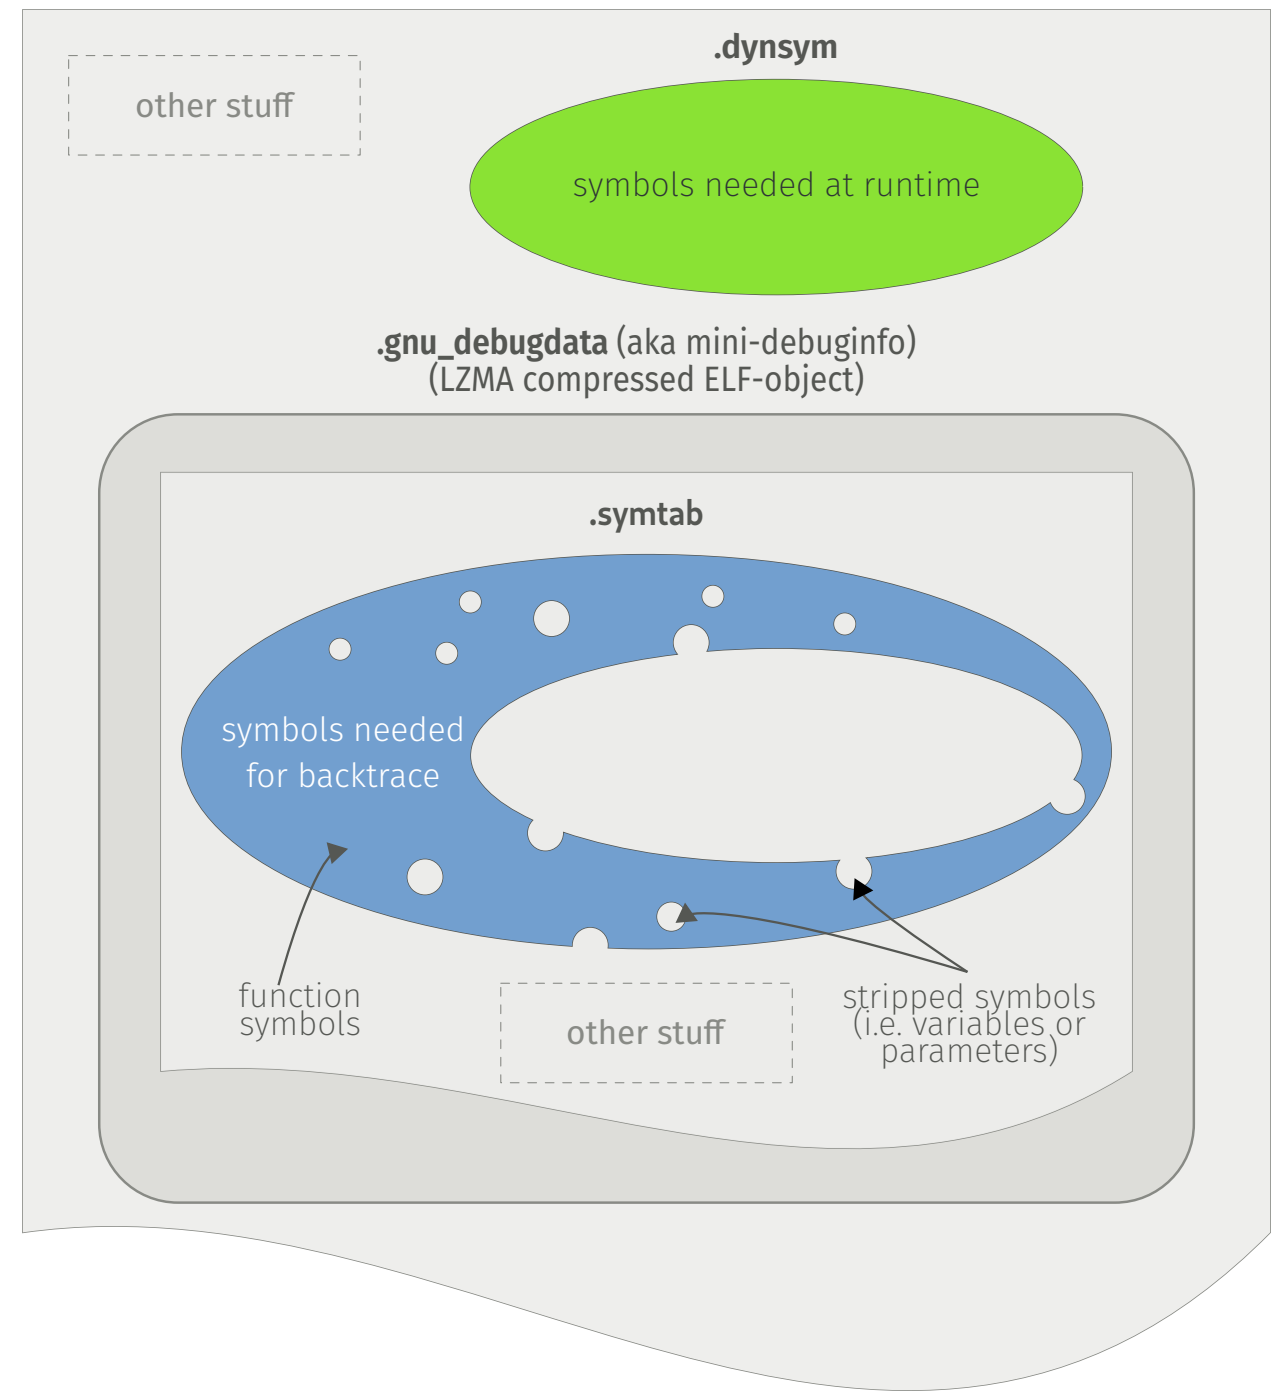 .dynsym
other stuff
symbols needed at runtime
.gnu_debugdata (aka mini-debuginfo)
(LZMA compressed ELF-object)
.symtab
symbols needed
for backtrace
function
symbols
other stuff
stripped symbols
(i.e. variables or
parameters)